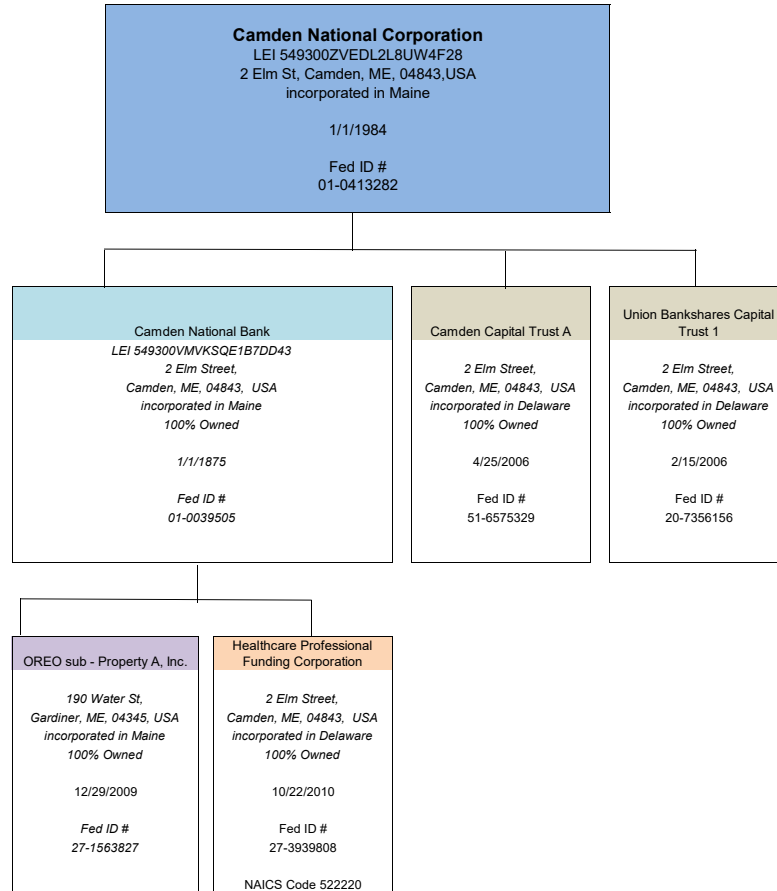 Camden National Corporation
LEI 549300ZVEDL2L8UW4F28
2 Elm St, Camden, ME, 04843,USA
incorporated in Maine
1/1/1984
Fed ID #
01-0413282
Camden National Bank
LEI 549300VMVKSQE1B7DD43
2 Elm Street,
Camden, ME, 04843, USA
incorporated in Maine
100% Owned
1/1/1875
Fed ID #
01-0039505
Camden Capital Trust A
2 Elm Street,
Camden, ME, 04843, USA
incorporated in Delaware
100% Owned
4/25/2006
Fed ID #
51-6575329
Union Bankshares Capital
Trust 1
2 Elm Street,
Camden, ME, 04843, USA
incorporated in Delaware
100% Owned
2/15/2006
Fed ID #
20-7356156
OREO sub - Property A, Inc.
190 Water St,
Gardiner, ME, 04345, USA
incorporated in Maine
100% Owned
12/29/2009
Fed ID #
27-1563827
Healthcare Professional
Funding Corporation
2 Elm Street,
Camden, ME, 04843, USA
incorporated in Delaware
100% Owned
10/22/2010
Fed ID #
27-3939808
NAICS Code 522220